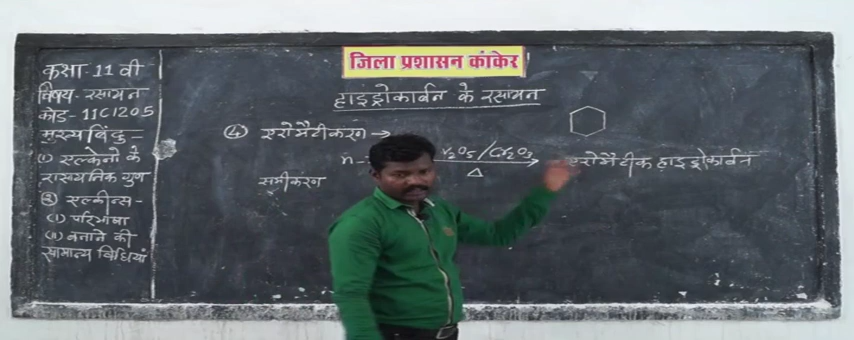 जिला प्रशासन कांकेर
कक्षा 11 वी
विषय - रसायन
कोड - 11C1205
मुख्य बिंदु -
(1) एल्केनो के
रासायनिक गुण
(2) एल्कीन्स -
(i) परिभाषा
(ii) बनाने की
सामान्य विधियां
हाइड्रोकार्बन के रसायन
(4) एरोमैटीकरण →
n -
V₂O₅/Cr₂O₃
Δ
एरोमैटीक हाइड्रोकार्बन
समीकरण